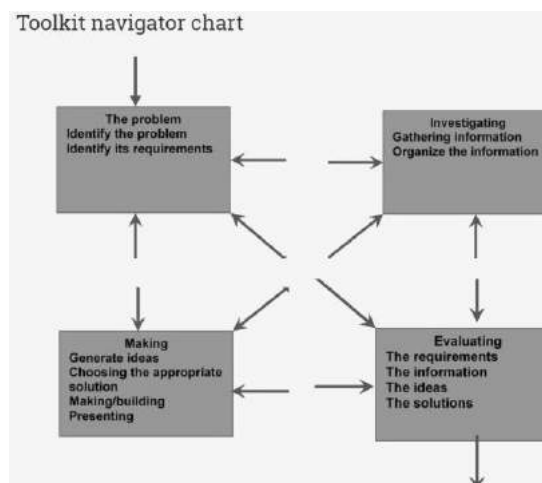 Toolkit navigator chart
The problem
Identify the problem
Identify its requirements
Investigating
Gathering information
Organize the information
Making
Generate ideas
Choosing the appropriate
solution
Making/building
Presenting
Evaluating
The requirements
The information
The ideas
The solutions